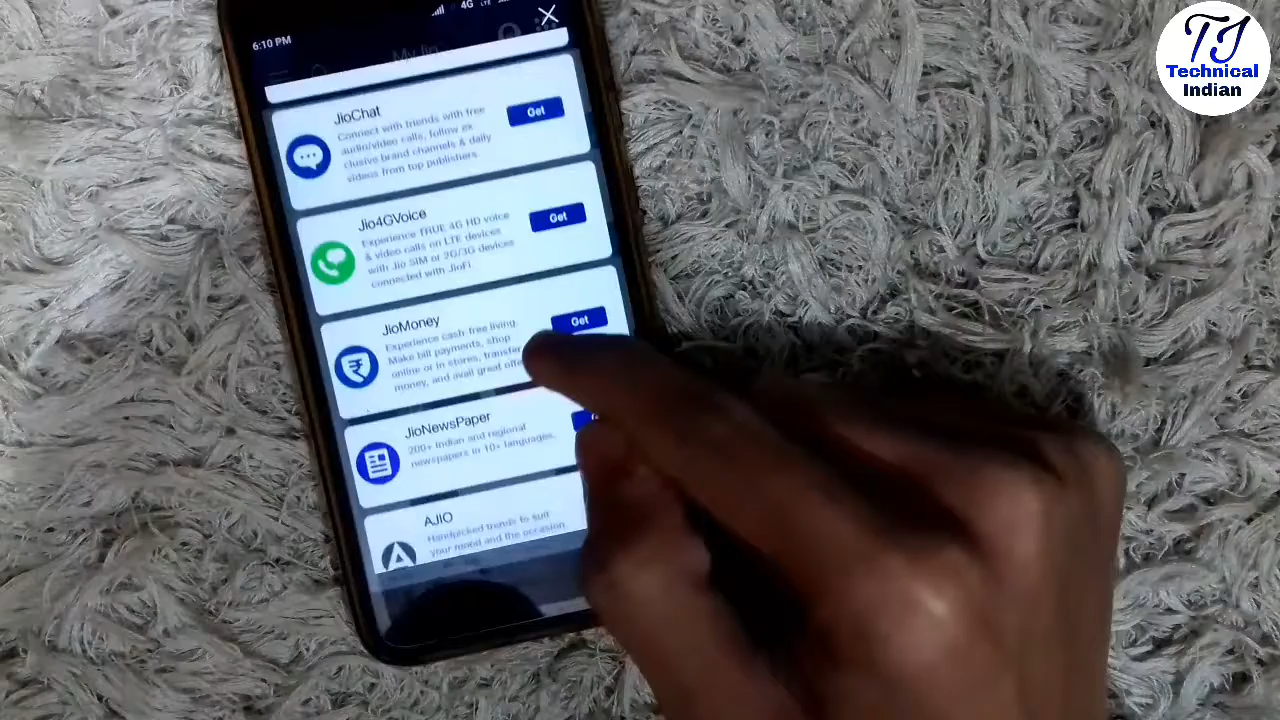 4G LTE
6:10 PM
My Jio
JioChat
Connect with friends with free
audio/video calls, follow ex
clusive brand channels & daily
videos from top publishers.
Get
Jio4GVoice
Experience TRUE 4G HD voice
& video calls on LTE devices
with Jio SIM or 2G/3G devices
connected with JioFi
Get
JioMoney
Experience cash free living.
Make bill payments, shop
online or in stores, transfer
money, and avail great
Get
JioNewsPaper
200+ Indian and regional
newspapers in 10+ languages.
AJIO
Handpicked trends to suit
your mood and the occasion
TJ
Technical
Indian